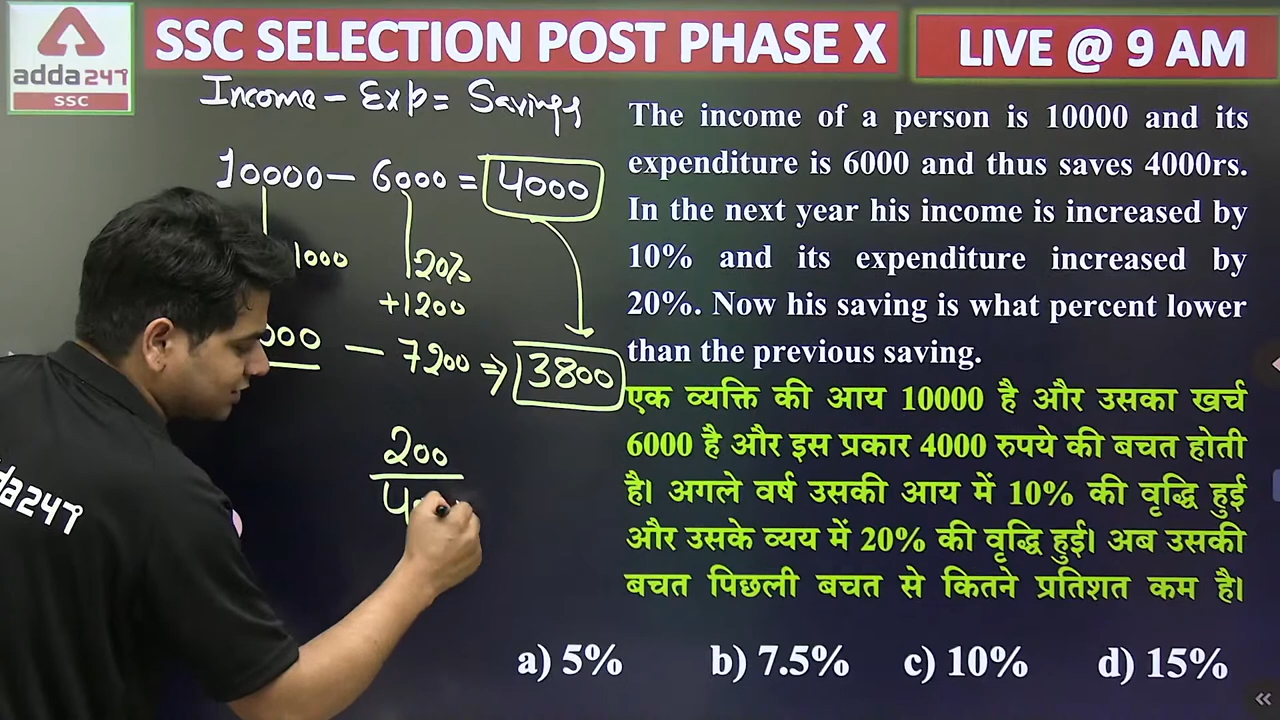 SSC SELECTION POST PHASE X
LIVE @ 9 AM
adda247
SSC
Income - Exp = Savings
10000 - 6000 = 4000
1000
20%
+1200
000 - 7200 ⇒ 3800
200
The income of a person is 10000 and its
expenditure is 6000 and thus saves 4000rs.
In the next year his income is increased by
10% and its expenditure increased by
20%. Now his saving is what percent lower
than the previous saving.
एक व्यक्ति की आय 10000 है और उसका खर्च
6000 है और इस प्रकार 4000 रुपये की बचत होती
है। अगले वर्ष उसकी आय में 10% की वृद्धि हुई
और उसके व्यय में 20% की वृद्धि हुई। अब उसकी
बचत पिछली बचत से कितने प्रतिशत कम है।
a) 5% b) 7.5% c) 10% d) 15%
da247